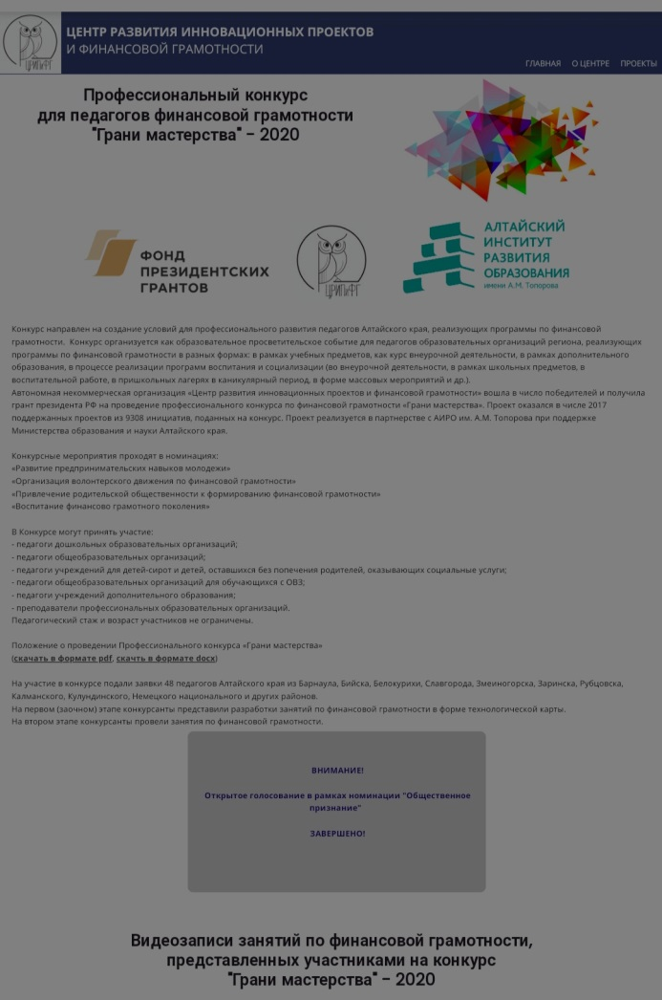 ЦЕНТР РАЗВИТИЯ ИННОВАЦИОННЫХ ПРОЕКТОВ
И ФИНАНСОВОЙ ГРАМОТНОСТИ
ЦРИПиФГ
ГЛАВНАЯ О ЦЕНТРЕ ПРОЕКТЫ
Профессиональный конкурс
для педагогов финансовой грамотности
"Грани мастерства" - 2020
ФОНД
ПРЕЗИДЕНТСКИХ
ГРАНТОВ
ЦРИПиФГ
АЛТАЙСКИЙ
ИНСТИТУТ
РАЗВИТИЯ
ОБРАЗОВАНИЯ
имени А.М. Топорова
Конкурс направлен на создание условий для профессионального развития педагогов Алтайского края, реализующих программы по финансовой
грамотности. Конкурс организуется как образовательное просветительское событие для педагогов образовательных организаций региона, реализующих
программы по финансовой грамотности в разных формах: в рамках учебных предметов, как курс внеурочной деятельности, в рамках дополнительного
образования, в процессе реализации программ воспитания и социализации (во внеурочной деятельности, в рамках школьных предметов, в
воспитательной работе, в пришкольных лагерях в каникулярный период, в форме массовых мероприятий и др.).
Автономная некоммерческая организация «Центр развития инновационных проектов и финансовой грамотности» вошла в число победителей и получила
грант президента РФ на проведение профессионального конкурса по финансовой грамотности «Грани мастерства». Проект оказался в числе 2017
поддержанных проектов из 9308 инициатив, поданных на конкурс. Проект реализуется в партнерстве с АИРО им. А.М. Топорова при поддержке
Министерства образования и науки Алтайского края.
Конкурсные мероприятия проходят в номинациях:
«Развитие предпринимательских навыков молодежи»
«Организация волонтерского движения по финансовой грамотности»
«Привлечение родительской общественности к формированию финансовой грамотности»
«Воспитание финансово грамотного поколения»
В Конкурсе могут принять участие:
- педагоги дошкольных образовательных организаций;
- педагоги общеобразовательных организаций;
- педагоги учреждений для детей-сирот и детей, оставшихся без попечения родителей, оказывающих социальные услуги;
- педагоги общеобразовательных организаций для обучающихся с ОВЗ;
- педагоги учреждений дополнительного образования;
- преподаватели профессиональных образовательных организаций.
Педагогический стаж и возраст участников не ограничены.
Положение о проведении Профессионального конкурса «Грани мастерства»
(скачать в формате pdf, скачть в формате docx)
На участие в конкурсе подали заявки 48 педагогов Алтайского края из Барнаула, Бийска, Белокурихи, Славгорода, Змеиногорска, Заринска, Рубцовска,
Калманского, Кулундинского, Немецкого национального и других районов.
На первом (заочном) этапе конкурсанты представили разработки занятий по финансовой грамотности в форме технологической карты.
На втором этапе конкурсанты провели занятия по финансовой грамотности.
ВНИМАНИЕ!
Открытое голосование в рамках номинации "Общественное
признание"
ЗАВЕРШЕНО!
Видеозаписи занятий по финансовой грамотности,
представленных участниками на конкурс
"Грани мастерства" - 2020